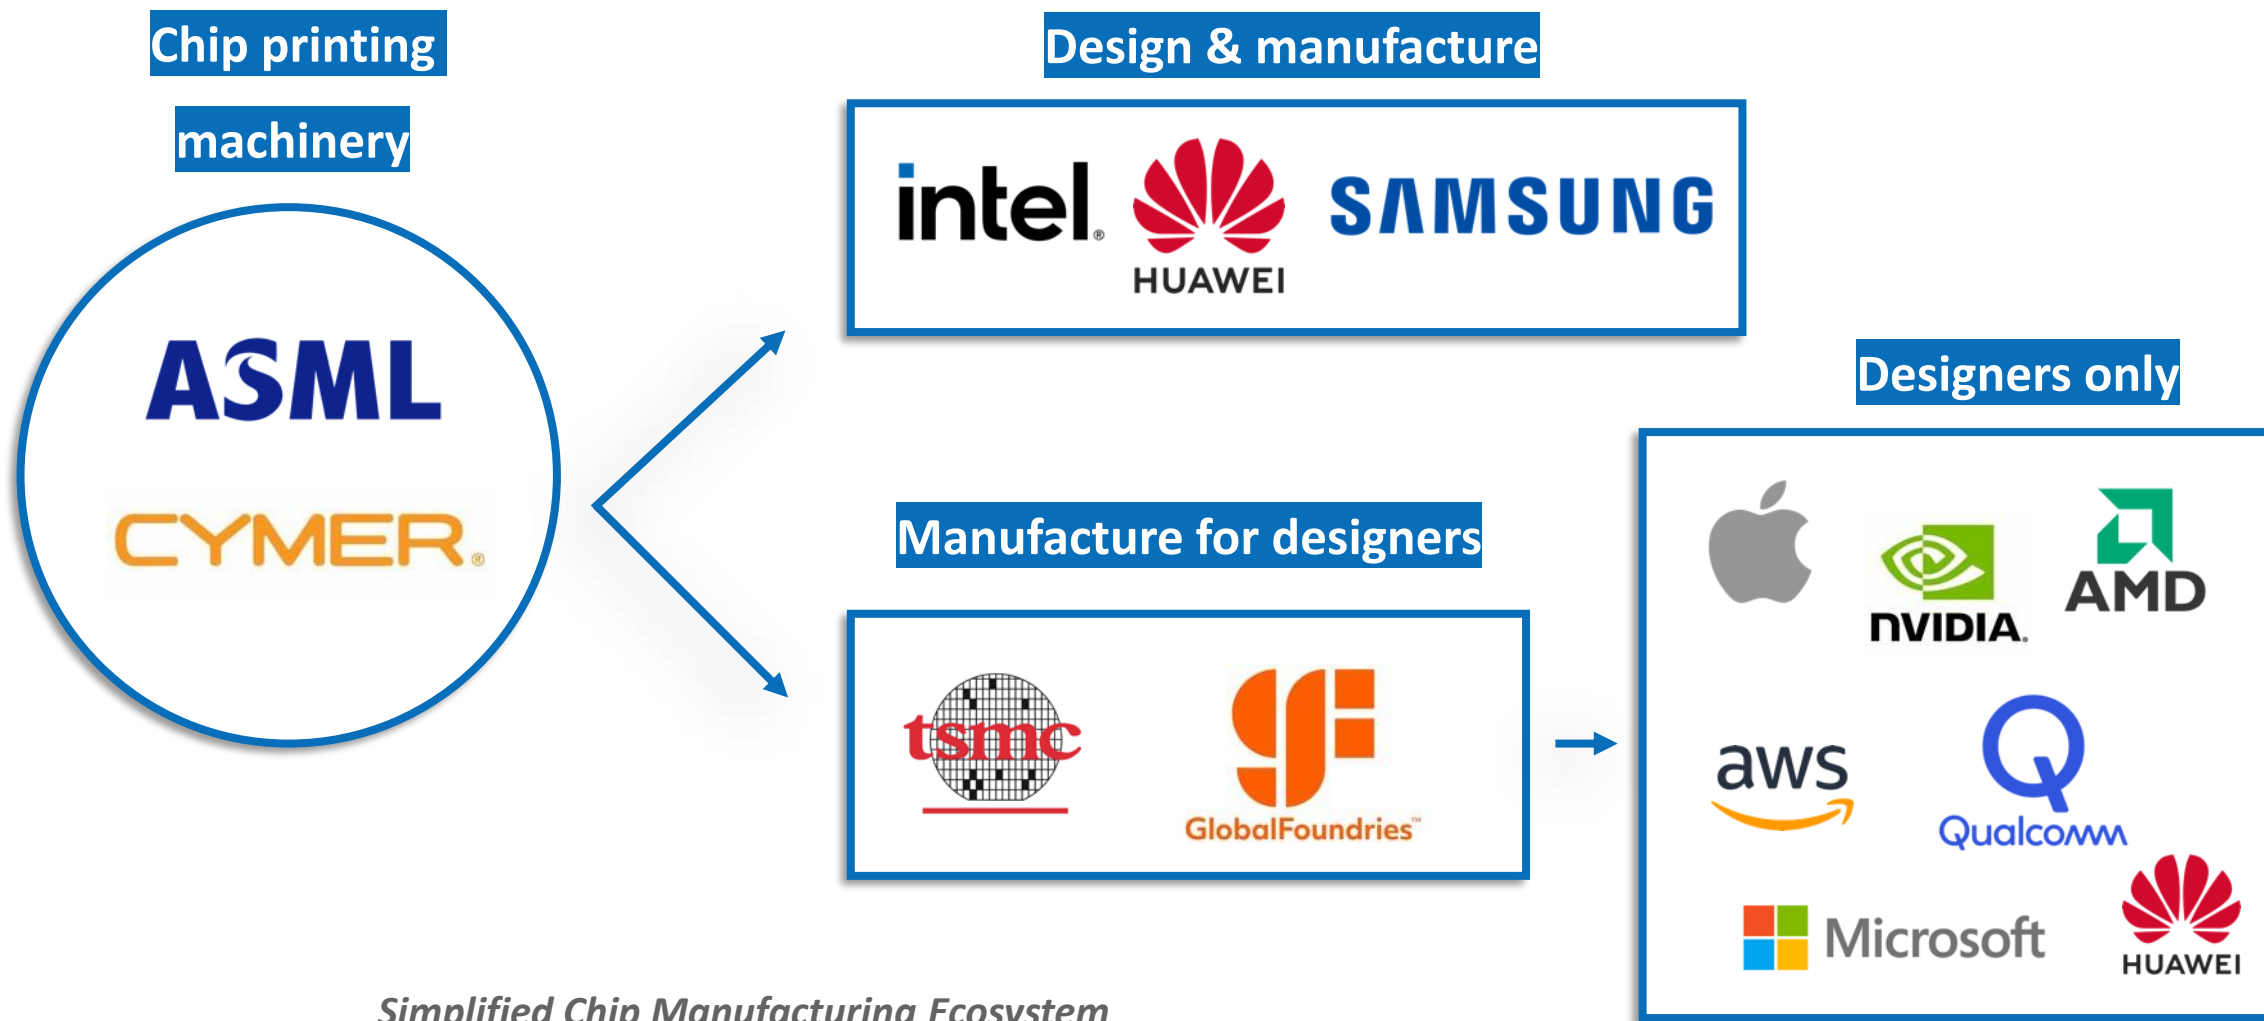 Chip printing
machinery
ASML
CYMER®
Design & manufacture
intel®
HUAWEI
SAMSUNG
Manufacture for designers
tsmc
GlobalFoundries™
Designers only
NVIDIA®
AMD
aws
Qualcomm
Microsoft
HUAWEI
Simplified Chip Manufacturing Ecosystem